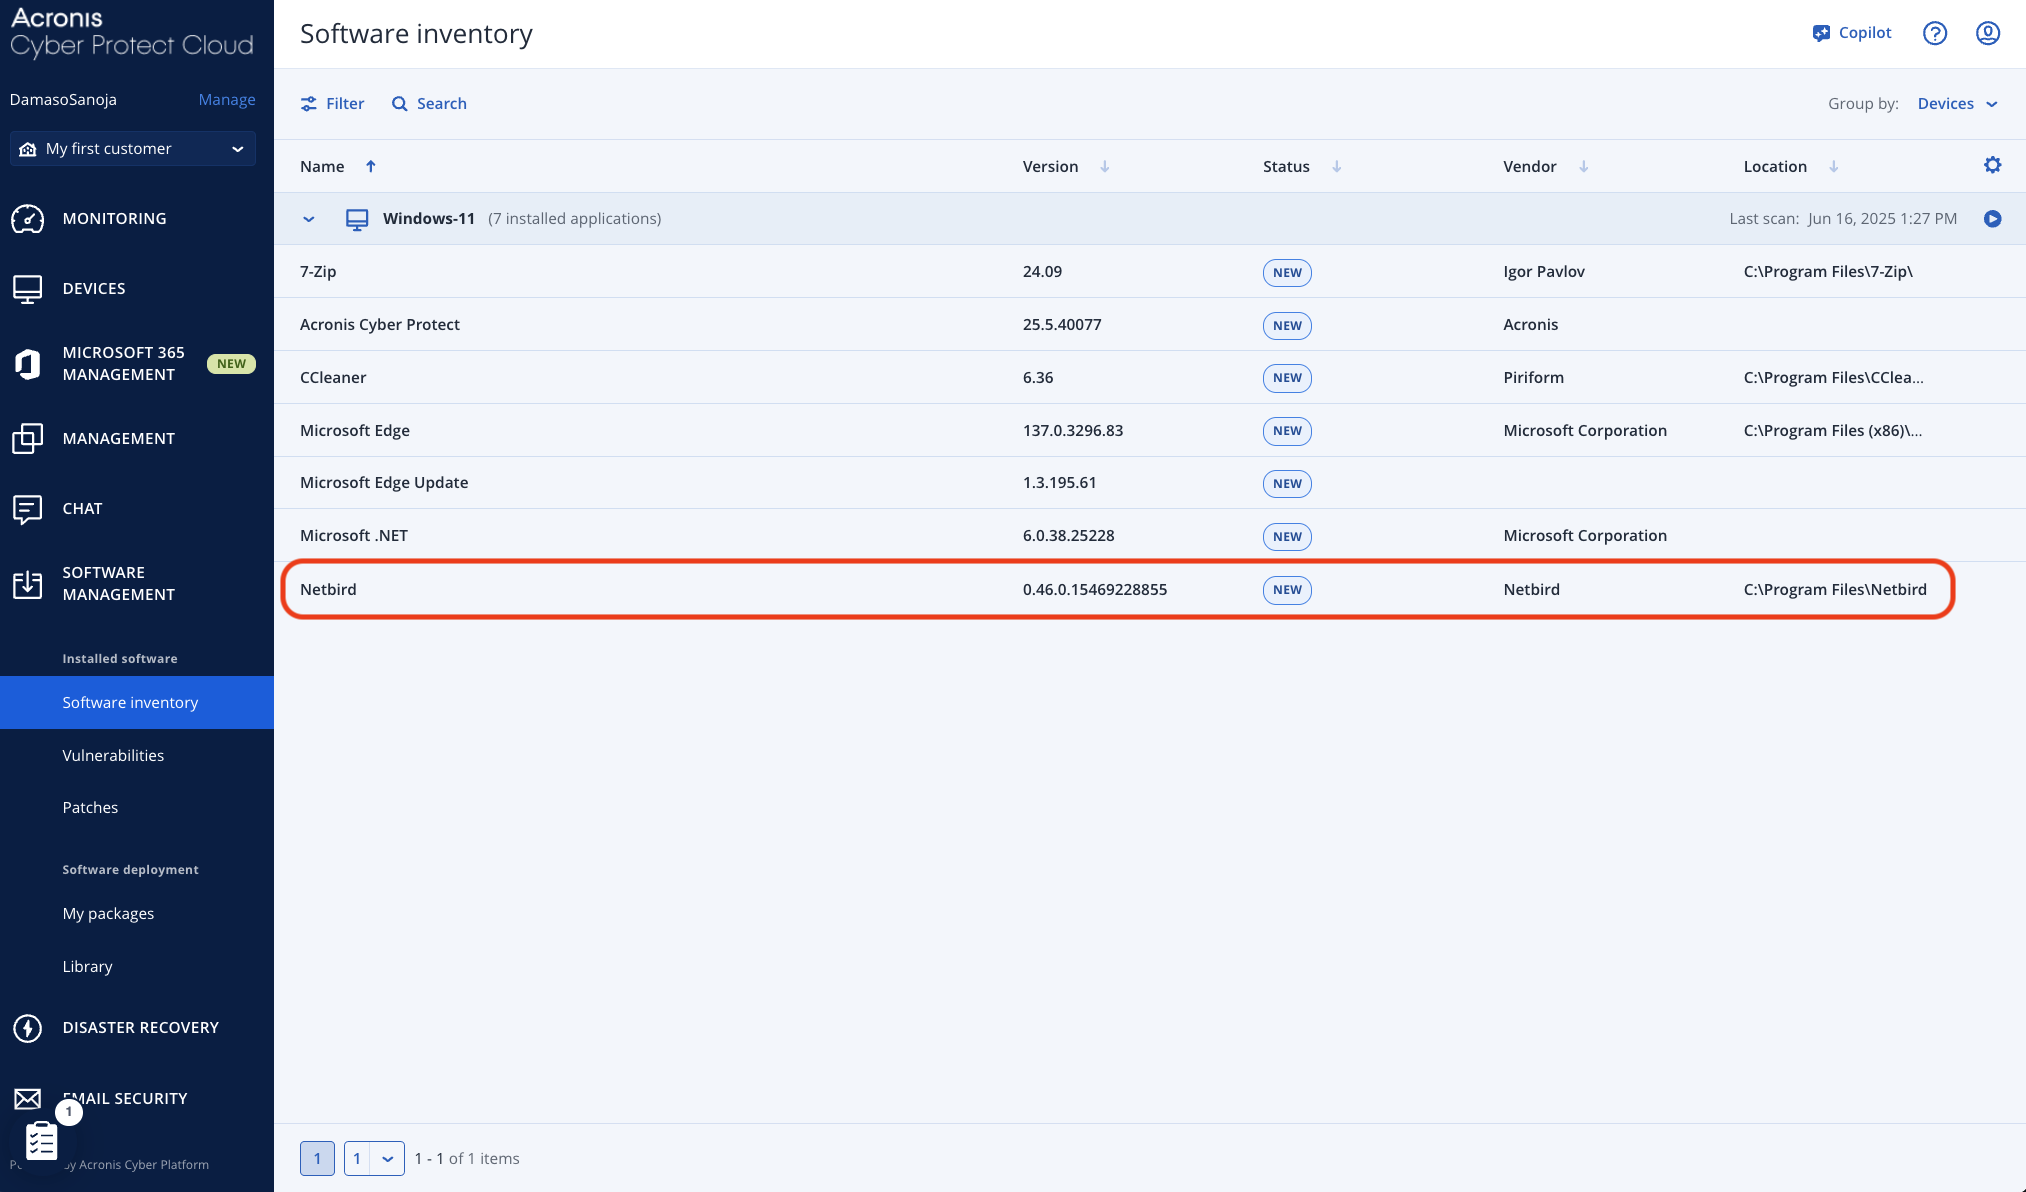 Acronis
Cyber Protect Cloud
DamasoSanoja Manage
My first customer
MONITORING
DEVICES
MICROSOFT 365
MANAGEMENT
NEW
MANAGEMENT
CHAT
SOFTWARE
MANAGEMENT
Installed software
Software inventory
Vulnerabilities
Patches
Software deployment
My packages
Library
DISASTER RECOVERY
EMAIL SECURITY
1
by Acronis Cyber Platform
Software inventory
Copilot
Filter Search
Group by: Devices
Name Version Status Vendor Location
Windows-11 (7 installed applications) Last scan: Jun 16, 2025 1:27 PM
7-Zip 24.09 NEW Igor Pavlov C:\Program Files\7-Zip\
Acronis Cyber Protect 25.5.40077 NEW Acronis
CCleaner 6.36 NEW Piriform C:\Program Files\CClea...
Microsoft Edge 137.0.3296.83 NEW Microsoft Corporation C:\Program Files (x86)\...
Microsoft Edge Update 1.3.195.61 NEW
Microsoft .NET 6.0.38.25228 NEW Microsoft Corporation
Netbird 0.46.0.15469228855 NEW Netbird C:\Program Files\Netbird
1 1 1 - 1 of 1 items